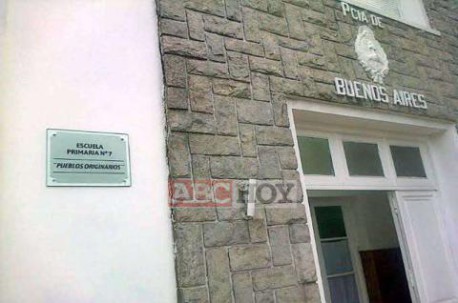 PCIA DE
BUENOS AIRES
ESCUELA
PRIMARIA Nº 7
"PUEBLOS ORIGINARIOS"
ABC HOY